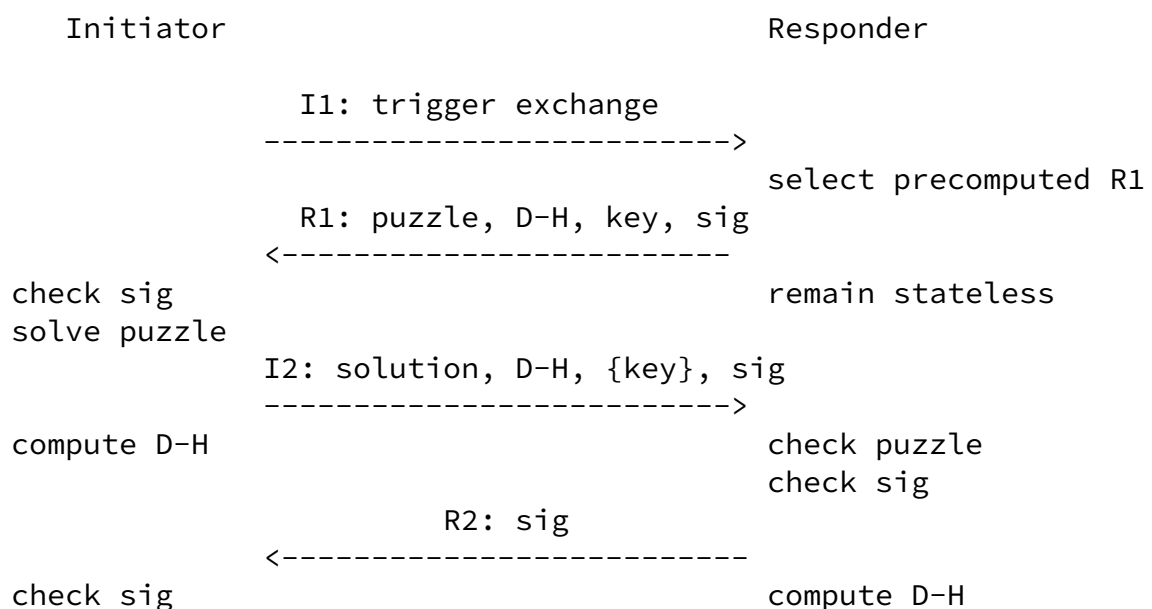 Initiator Responder
I1: trigger exchange
-------------------------->
select precomputed R1
R1: puzzle, D-H, key, sig
<-------------------------
check sig remain stateless
solve puzzle
I2: solution, D-H, {key}, sig
-------------------------->
compute D-H check puzzle
check sig
R2: sig
<--------------------------
check sig compute D-H